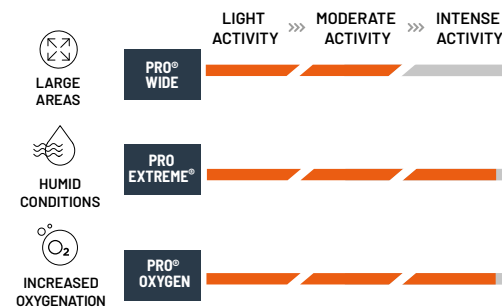 LIGHT ACTIVITY
»» MODERATE ACTIVITY
»» INTENSE ACTIVITY
LARGE
AREAS
PRO®
WIDE
HUMID
CONDITIONS
PRO
EXTREME®
O₂
INCREASED
OXYGENATION
PRO®
OXYGEN